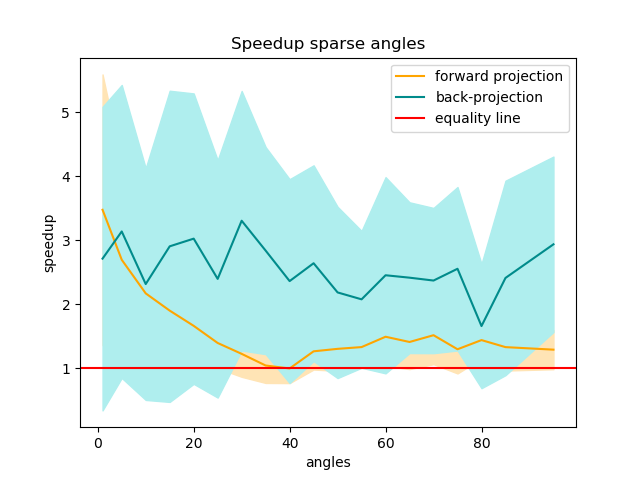 Speedup sparse angles
forward projection
back-projection
equality line
5
4
3
2
1
speedup
0
20
40
60
80
angles